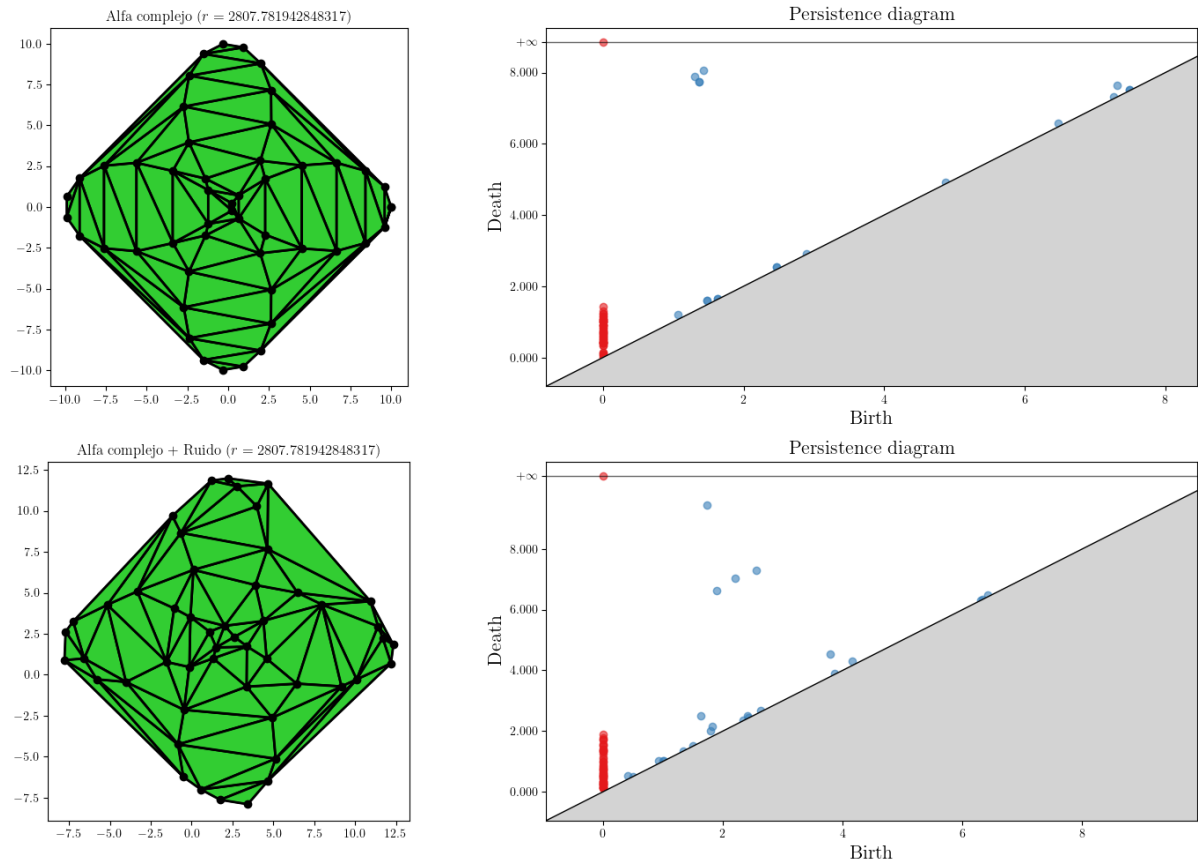 Alfa complejo (r = 2807.781942848317)
10.0
7.5
5.0
2.5
0.0
−2.5
−5.0
−7.5
−10.0
−10.0 −7.5 −5.0 −2.5 0.0 2.5 5.0 7.5 10.0
Persistence diagram
+∞
8.000
6.000
4.000
2.000
0.000
Death
0 2 4 6 8
Birth
Alfa complejo + Ruido (r = 2807.781942848317)
12.5
10.0
7.5
5.0
2.5
0.0
−2.5
−5.0
−7.5
−7.5 −5.0 −2.5 0.0 2.5 5.0 7.5 10.0 12.5
Persistence diagram
+∞
8.000
6.000
4.000
2.000
0.000
Death
0 2 4 6 8
Birth